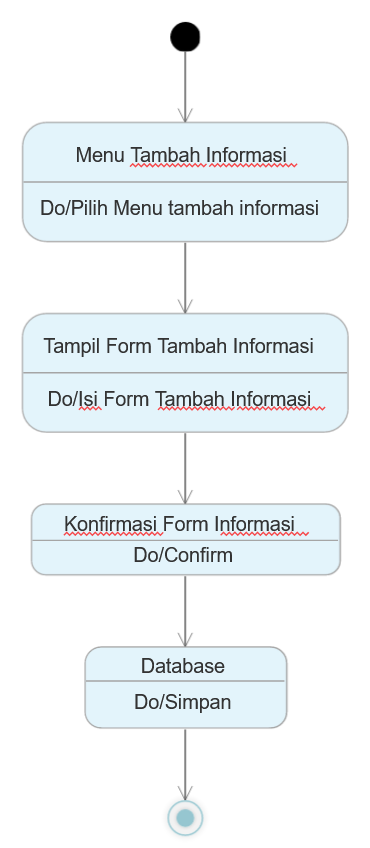 Menu Tambah Informasi
Do/Pilih Menu tambah informasi
Tampil Form Tambah Informasi
Do/Isi Form Tambah Informasi
Konfirmasi Form Informasi
Do/Confirm
Database
Do/Simpan